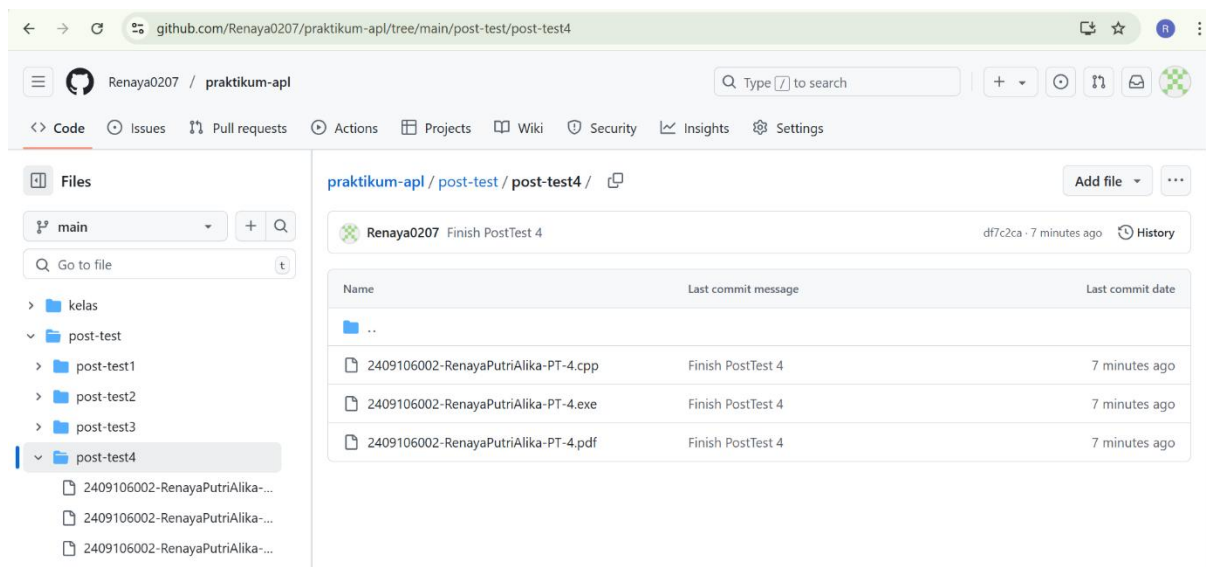 github.com/Renaya0207/praktikum-apl/tree/main/post-test/post-test4
R
Renaya0207 / praktikum-apl
Type / to search
Code Issues Pull requests Actions Projects Wiki Security Insights Settings
Files
main
Go to file
t
kelas
post-test
post-test1
post-test2
post-test3
post-test4
2409106002-RenayaPutriAlika-...
2409106002-RenayaPutriAlika-...
2409106002-RenayaPutriAlika-...
praktikum-apl / post-test / post-test4 /
Add file
Renaya0207 Finish PostTest 4 df7c2ca · 7 minutes ago History
Name Last commit message Last commit date
..
2409106002-RenayaPutriAlika-PT-4.cpp Finish PostTest 4 7 minutes ago
2409106002-RenayaPutriAlika-PT-4.exe Finish PostTest 4 7 minutes ago
2409106002-RenayaPutriAlika-PT-4.pdf Finish PostTest 4 7 minutes ago